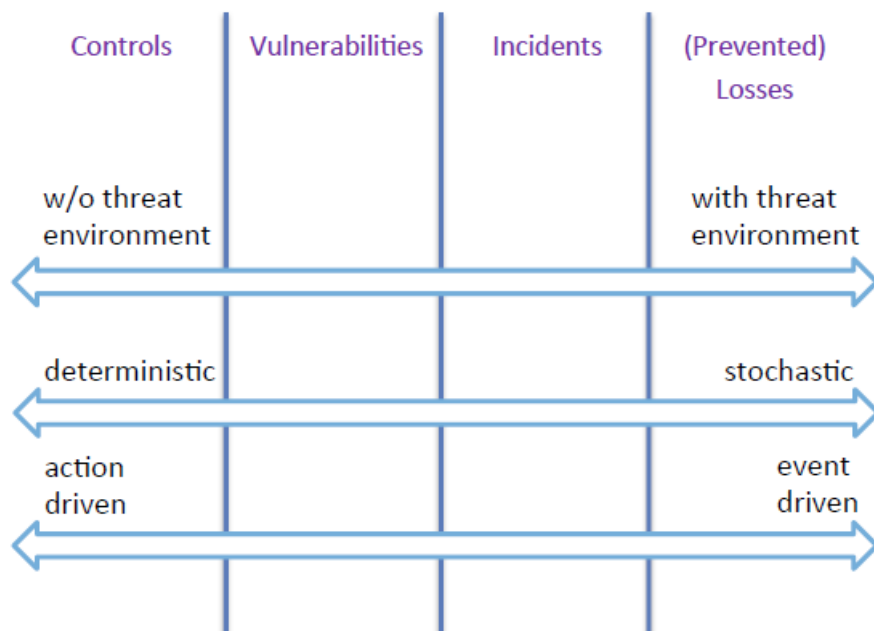 Controls
Vulnerabilities
Incidents
(Prevented)
Losses
w/o threat
environment
with threat
environment
deterministic
stochastic
action
driven
event
driven